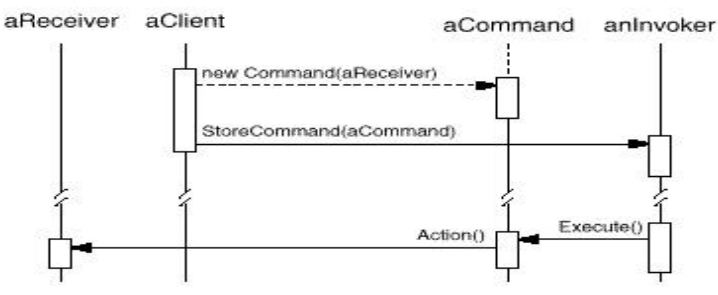 aReceiver aClient aCommand anInvoker
new Command(aReceiver)
StoreCommand(aCommand)
Action() Execute()